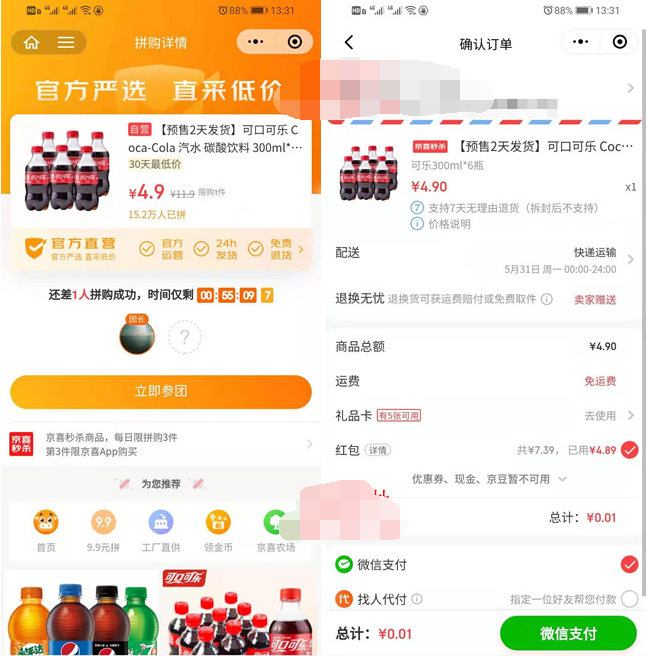 HD 4G 4G 88% 13:31
拼购详情
官方严选 直采低价
自营 【预售2天发货】可口可乐 C
oca-Cola 汽水 碳酸饮料 300ml*…
30天最低价
¥4.9 ¥11.9 限购1件
15.2万人已拼
官方直营
官方严选 直采低价
官方
运营
24h
发货
免费
退货
还差1人拼购成功，时间仅剩 00:55:09 7
团长
?
立即参团
京喜
秒杀
京喜秒杀商品，每日限拼购3件
第3件限京喜App购买
为您推荐
9.9
首页
9.9元拼
工厂直供
领金币
京喜农场
可口可乐
HD 4G 4G 88% 13:31
确认订单
京喜秒杀 【预售2天发货】可口可乐 Coc…
可乐300ml*6瓶
¥4.90 x1
7 支持7天无理由退货（拆封后不支持）
价格说明
配送 快递运输
5月31日 周一 00:00-24:00
退换无忧 退换货可获运费赔付或免费取件 卖家赠送
商品总额 ¥4.90
运费 免运费
礼品卡 有5张可用 去使用
红包 详情 共¥7.39，已用¥4.89
优惠券、现金、京豆暂不可用
总计：¥0.01
微信支付
代 找人代付 指定一位好友帮您付款
总计：¥0.01 微信支付